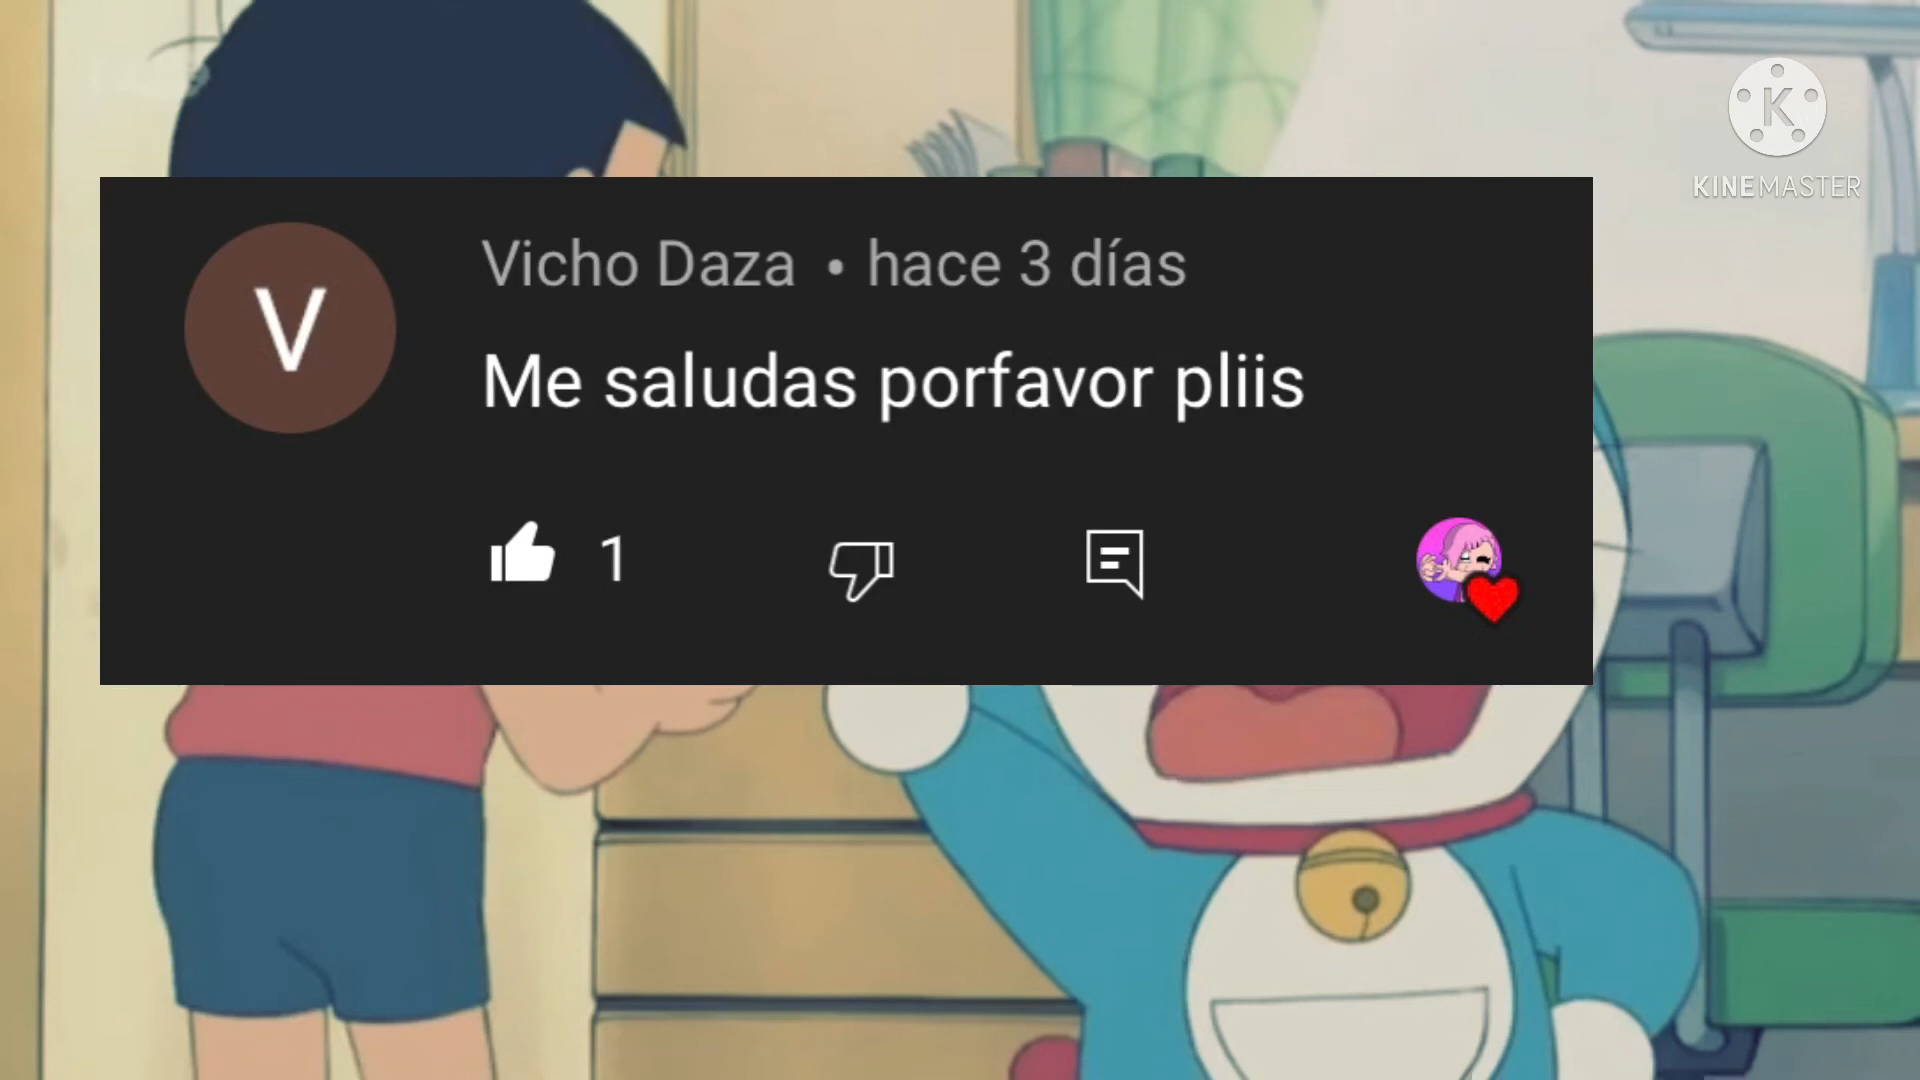 K
KINEMASTER
V
Vicho Daza • hace 3 días
Me saludas porfavor pliis
1